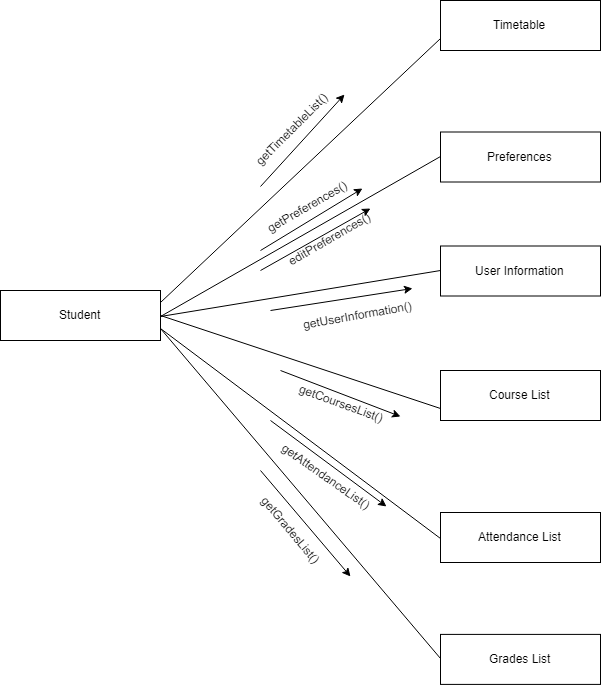 Timetable
getTimetableList()
Preferences
getPreferences()
editPreferences()
User Information
Student
getUserInformation()
Course List
getCoursesList()
getAttendanceList()
getGradesList()
Attendance List
Grades List